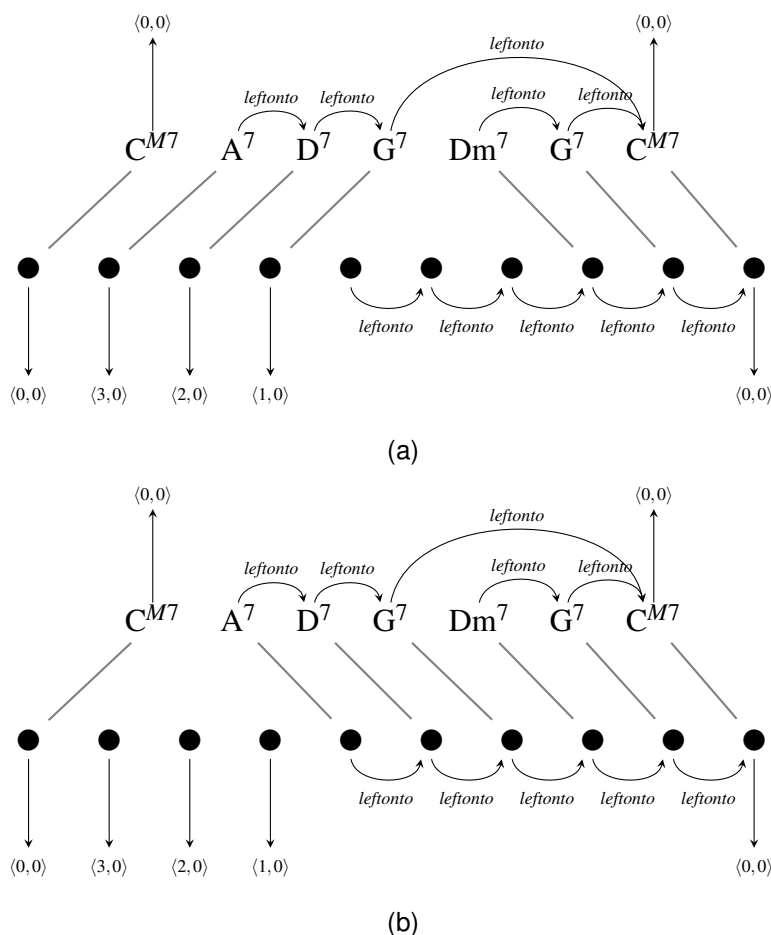 ⟨0,0⟩ ⟨0,0⟩
leftonto
leftonto leftonto leftonto leftonto
C^{M7} A^7 D^7 G^7 Dm^7 G^7 C^{M7}
leftonto leftonto leftonto leftonto leftonto
⟨0,0⟩ ⟨3,0⟩ ⟨2,0⟩ ⟨1,0⟩ ⟨0,0⟩
(a)
⟨0,0⟩ ⟨0,0⟩
leftonto
leftonto leftonto leftonto leftonto
C^{M7} A^7 D^7 G^7 Dm^7 G^7 C^{M7}
leftonto leftonto leftonto leftonto leftonto
⟨0,0⟩ ⟨3,0⟩ ⟨2,0⟩ ⟨1,0⟩ ⟨0,0⟩
(b)